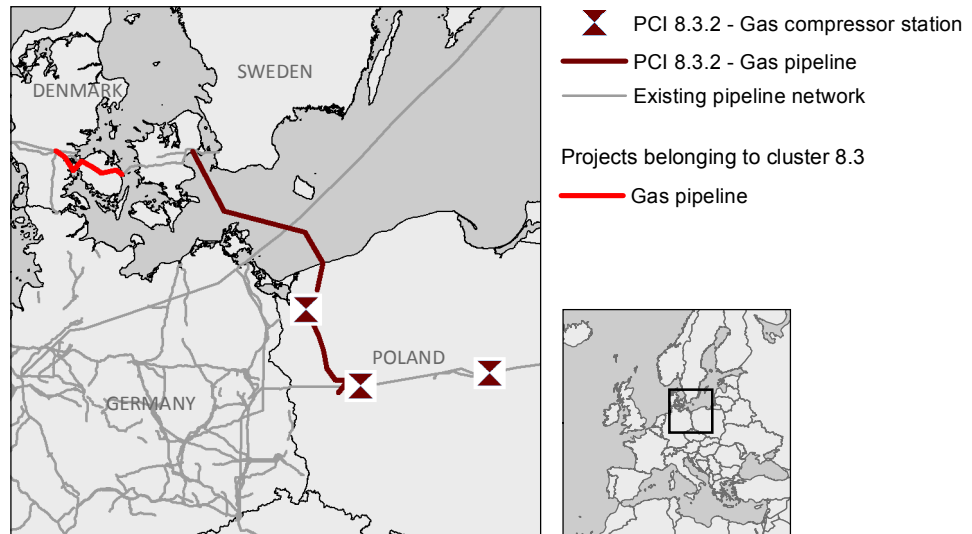 SWEDEN
DENMARK
POLAND
GERMANY
PCI 8.3.2 - Gas compressor station
PCI 8.3.2 - Gas pipeline
Existing pipeline network
Projects belonging to cluster 8.3
Gas pipeline